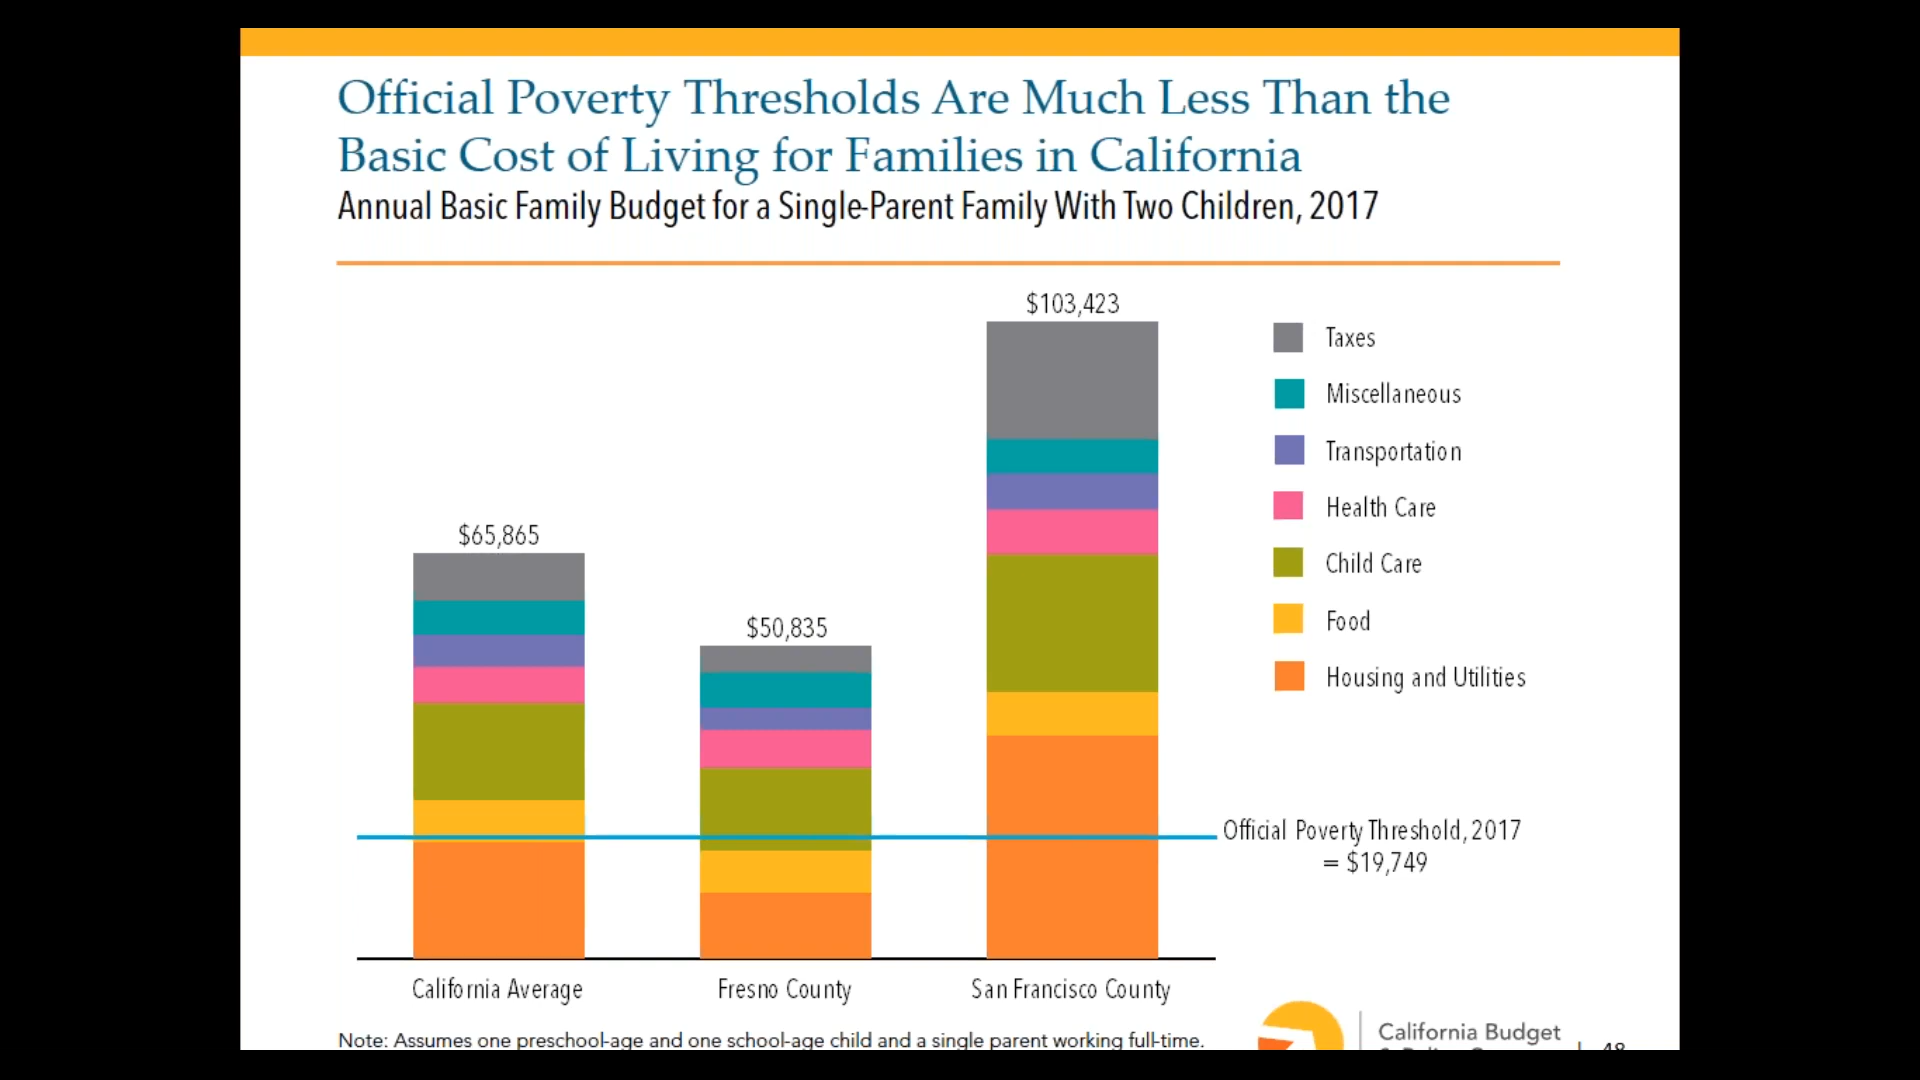 Official Poverty Thresholds Are Much Less Than the
Basic Cost of Living for Families in California
Annual Basic Family Budget for a Single-Parent Family With Two Children, 2017
$103,423
Taxes
Miscellaneous
Transportation
Health Care
Child Care
Food
Housing and Utilities
$65,865
$50,835
Official Poverty Threshold, 2017
= $19,749
California Average
Fresno County
San Francisco County
Note: Assumes one preschool-age and one school-age child and a single parent working full-time.
California Budget